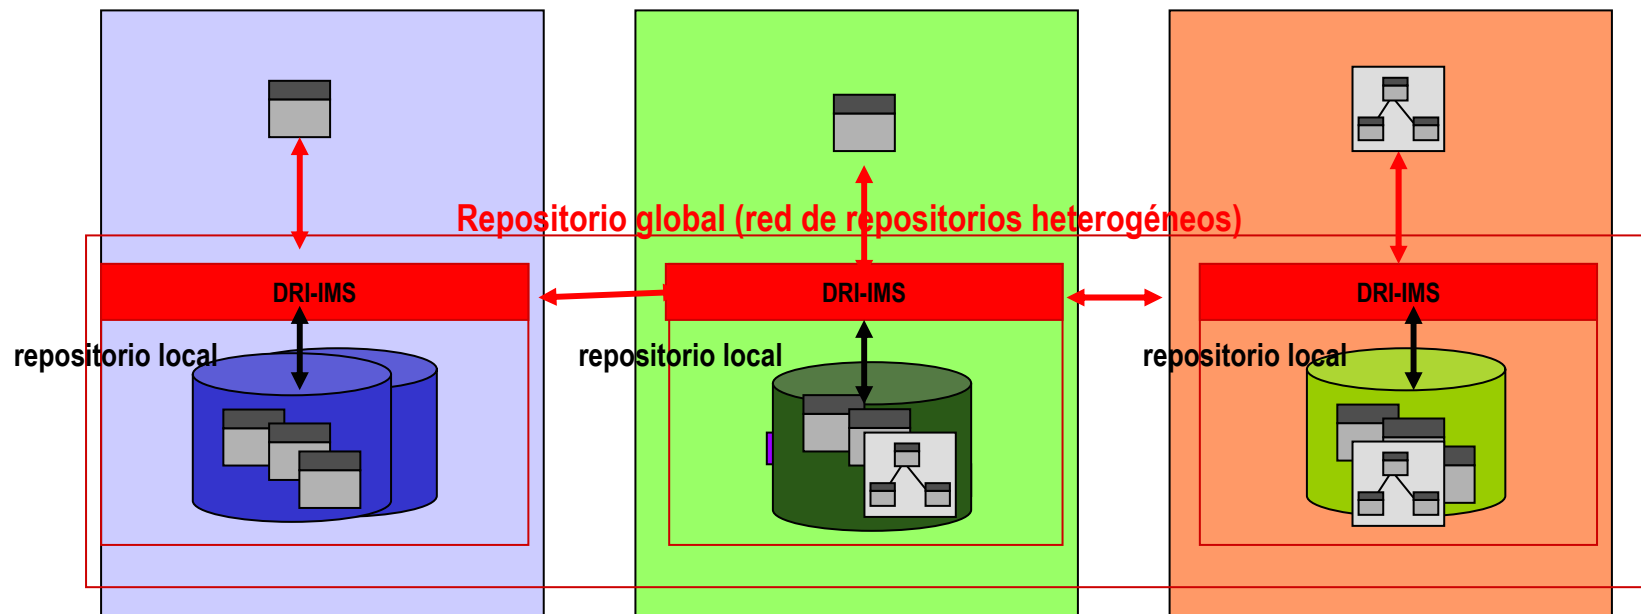 Repositorio global (red de repositorios heterogéneos)
DRI-IMS
DRI-IMS
DRI-IMS
repositorio local
repositorio local
repositorio local